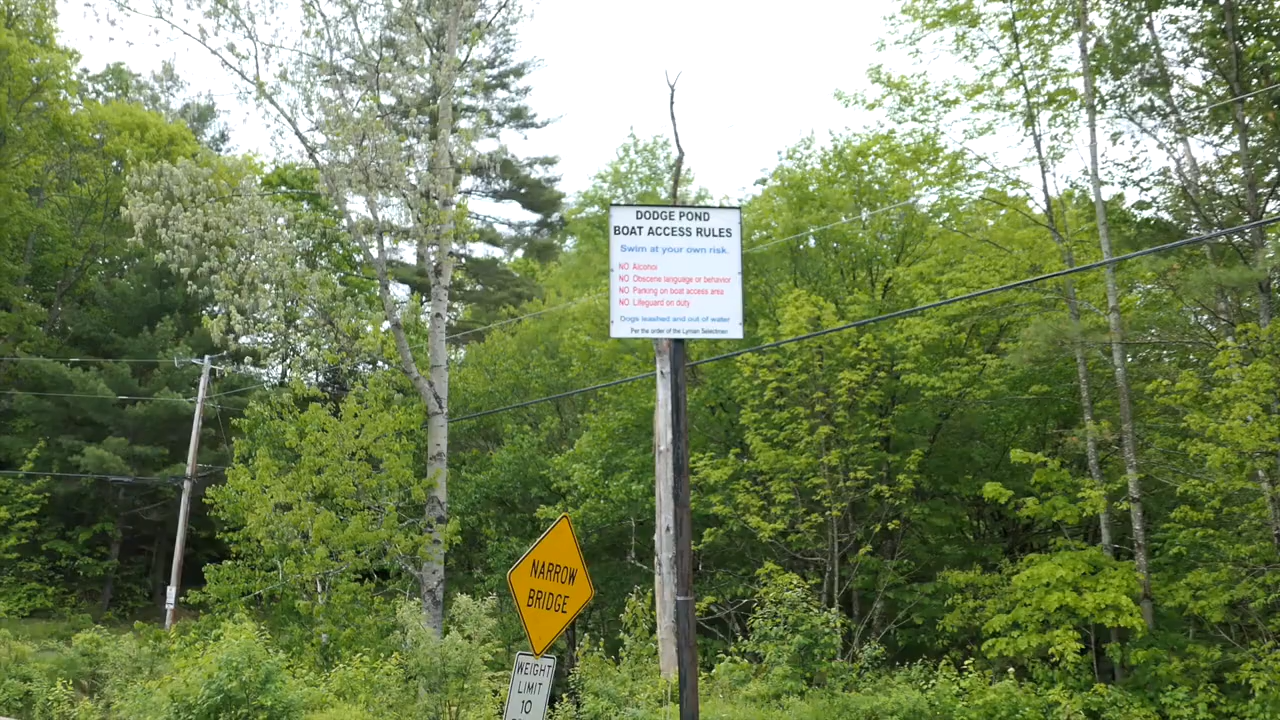 DODGE POND
BOAT ACCESS RULES
Swim at your own risk.
NO Alcohol
NO Obscene language or behavior
NO Parking on boat access area
NO Lifeguard on duty
Dogs leashed and out of water
Per the order of the Lyman Selectmen
NARROW
BRIDGE
WEIGHT
LIMIT
10